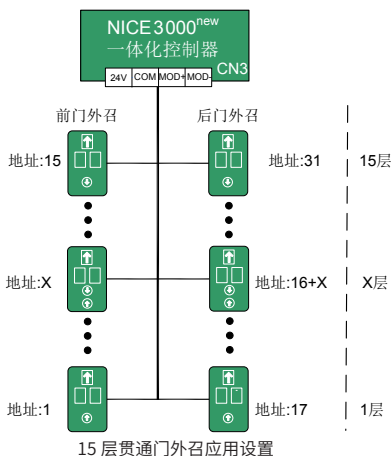 NICE3000new
一体化控制器
CN3
24V COM MOD+ MOD-
前门外召 后门外召
地址:15 地址:31 15层
地址:X 地址:16+X X层
地址:1 地址:17 1层
15 层贯通门外召应用设置